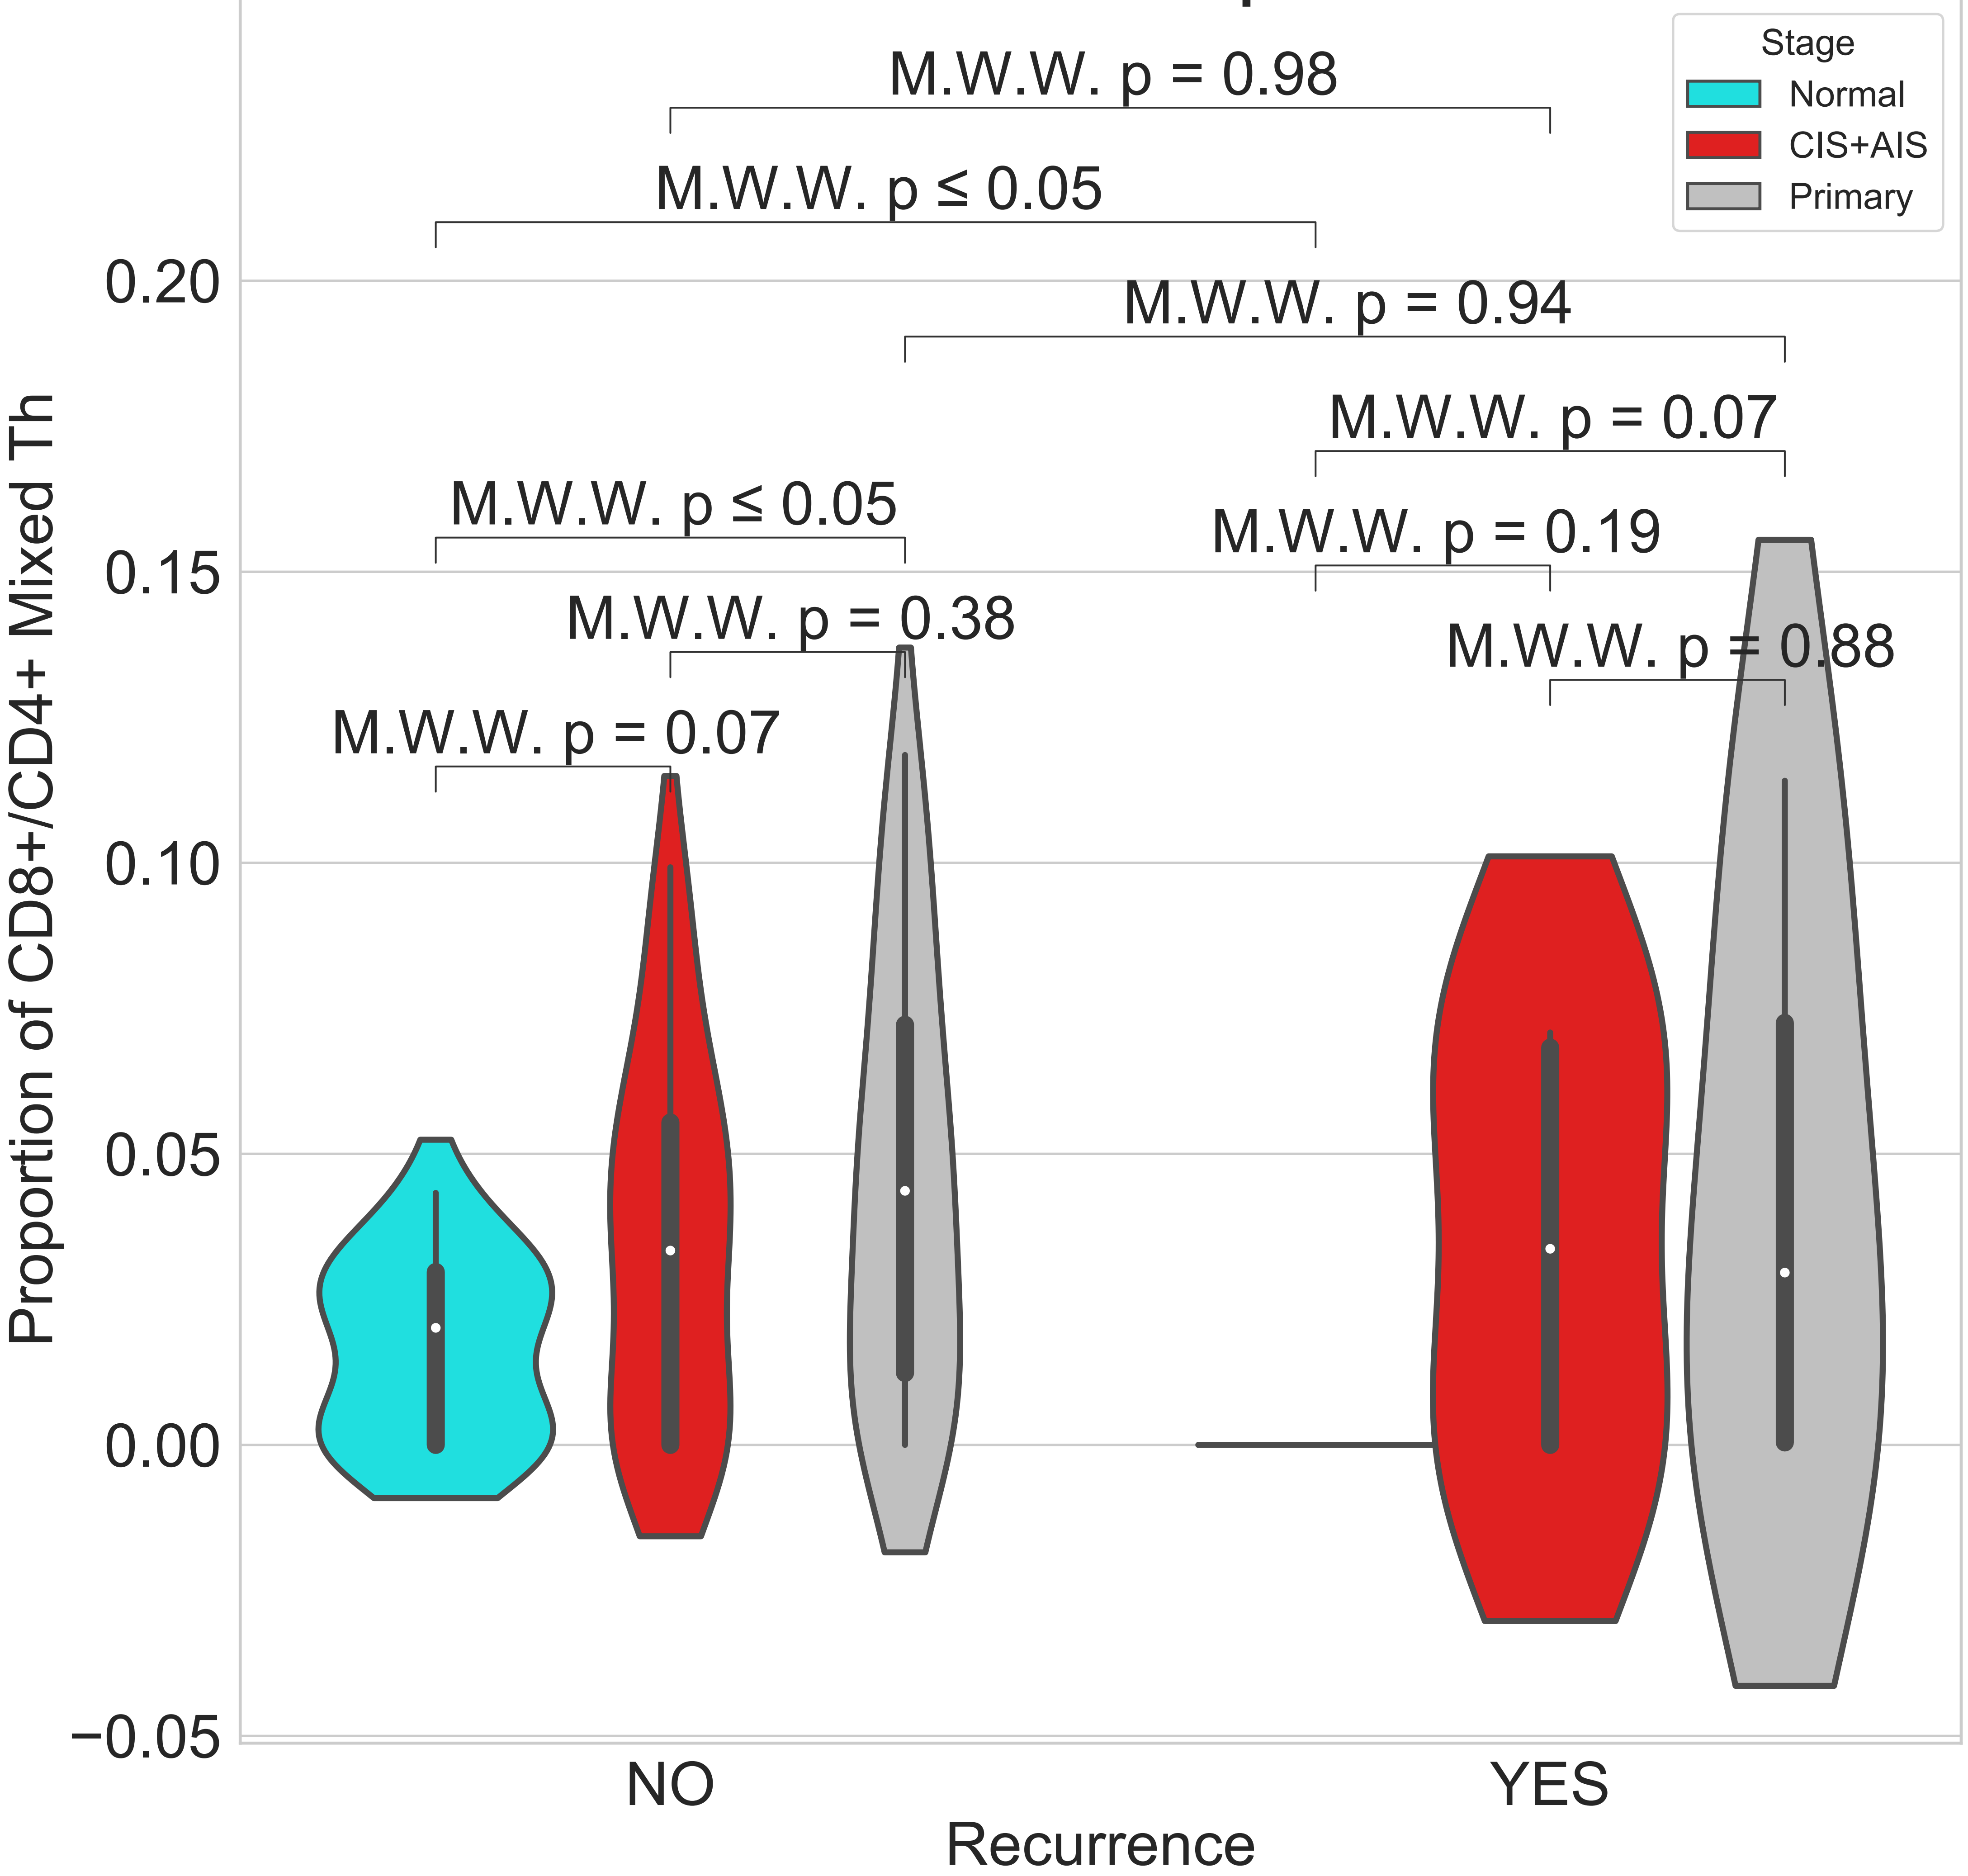 M.W.W. p = 0.98
M.W.W. p ≤ 0.05
M.W.W. p = 0.94
M.W.W. p = 0.07
M.W.W. p ≤ 0.05
M.W.W. p = 0.19
M.W.W. p = 0.38
M.W.W. p = 0.88
M.W.W. p = 0.07
Stage
Normal
CIS+AIS
Primary
Proportion of CD8+/CD4+ Mixed Th
0.20
0.15
0.10
0.05
0.00
−0.05
NO
YES
Recurrence